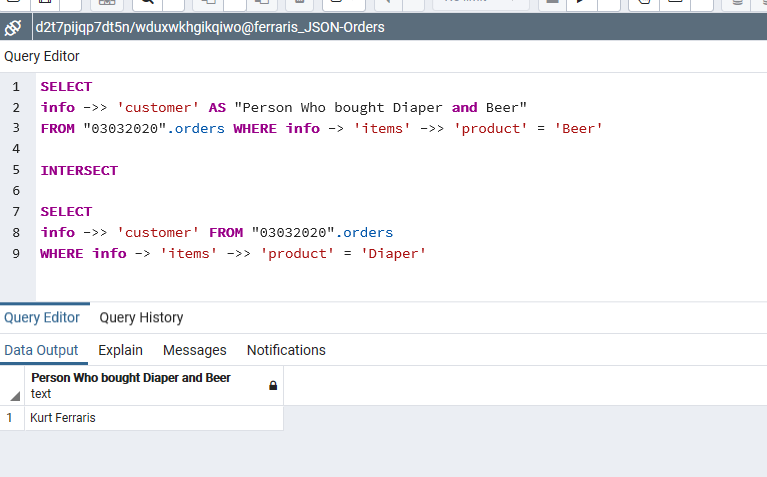 d2t7pijqp7dt5n/wduxwkhgikqiwo@ferraris_JSON-Orders
Query Editor
1 SELECT
2 info ->> 'customer' AS "Person Who bought Diaper and Beer"
3 FROM "03032020".orders WHERE info -> 'items' ->> 'product' = 'Beer'
4
5 INTERSECT
6
7 SELECT
8 info ->> 'customer' FROM "03032020".orders
9 WHERE info -> 'items' ->> 'product' = 'Diaper'
Query Editor Query History
Data Output Explain Messages Notifications
Person Who bought Diaper and Beer
text
1 Kurt Ferraris